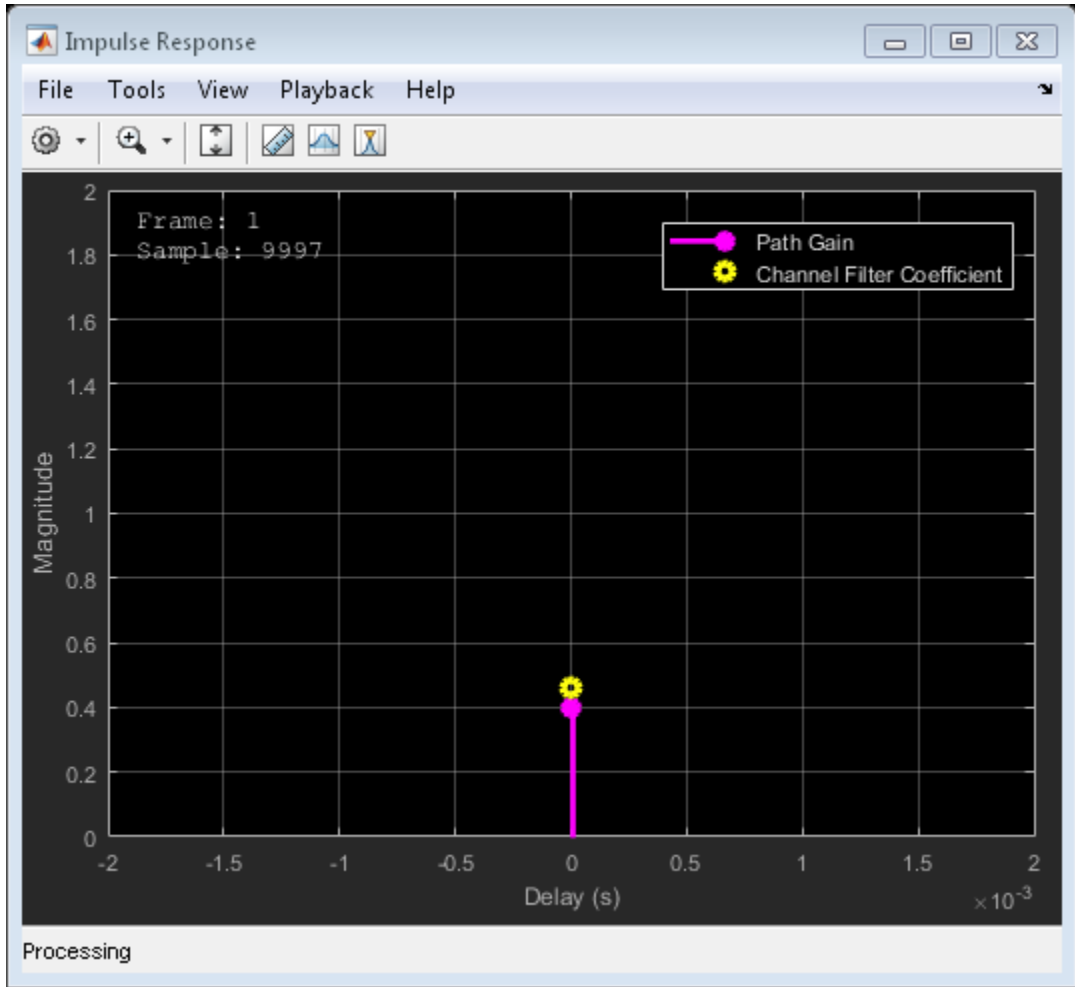 Impulse Response
File Tools View Playback Help
Frame: 1
Sample: 9997
Path Gain
Channel Filter Coefficient
2
1.8
1.6
1.4
1.2
1
0.8
0.6
0.4
0.2
0
Magnitude
-2 -1.5 -1 -0.5 0 0.5 1 1.5 2
Delay (s)
×10⁻³
Processing